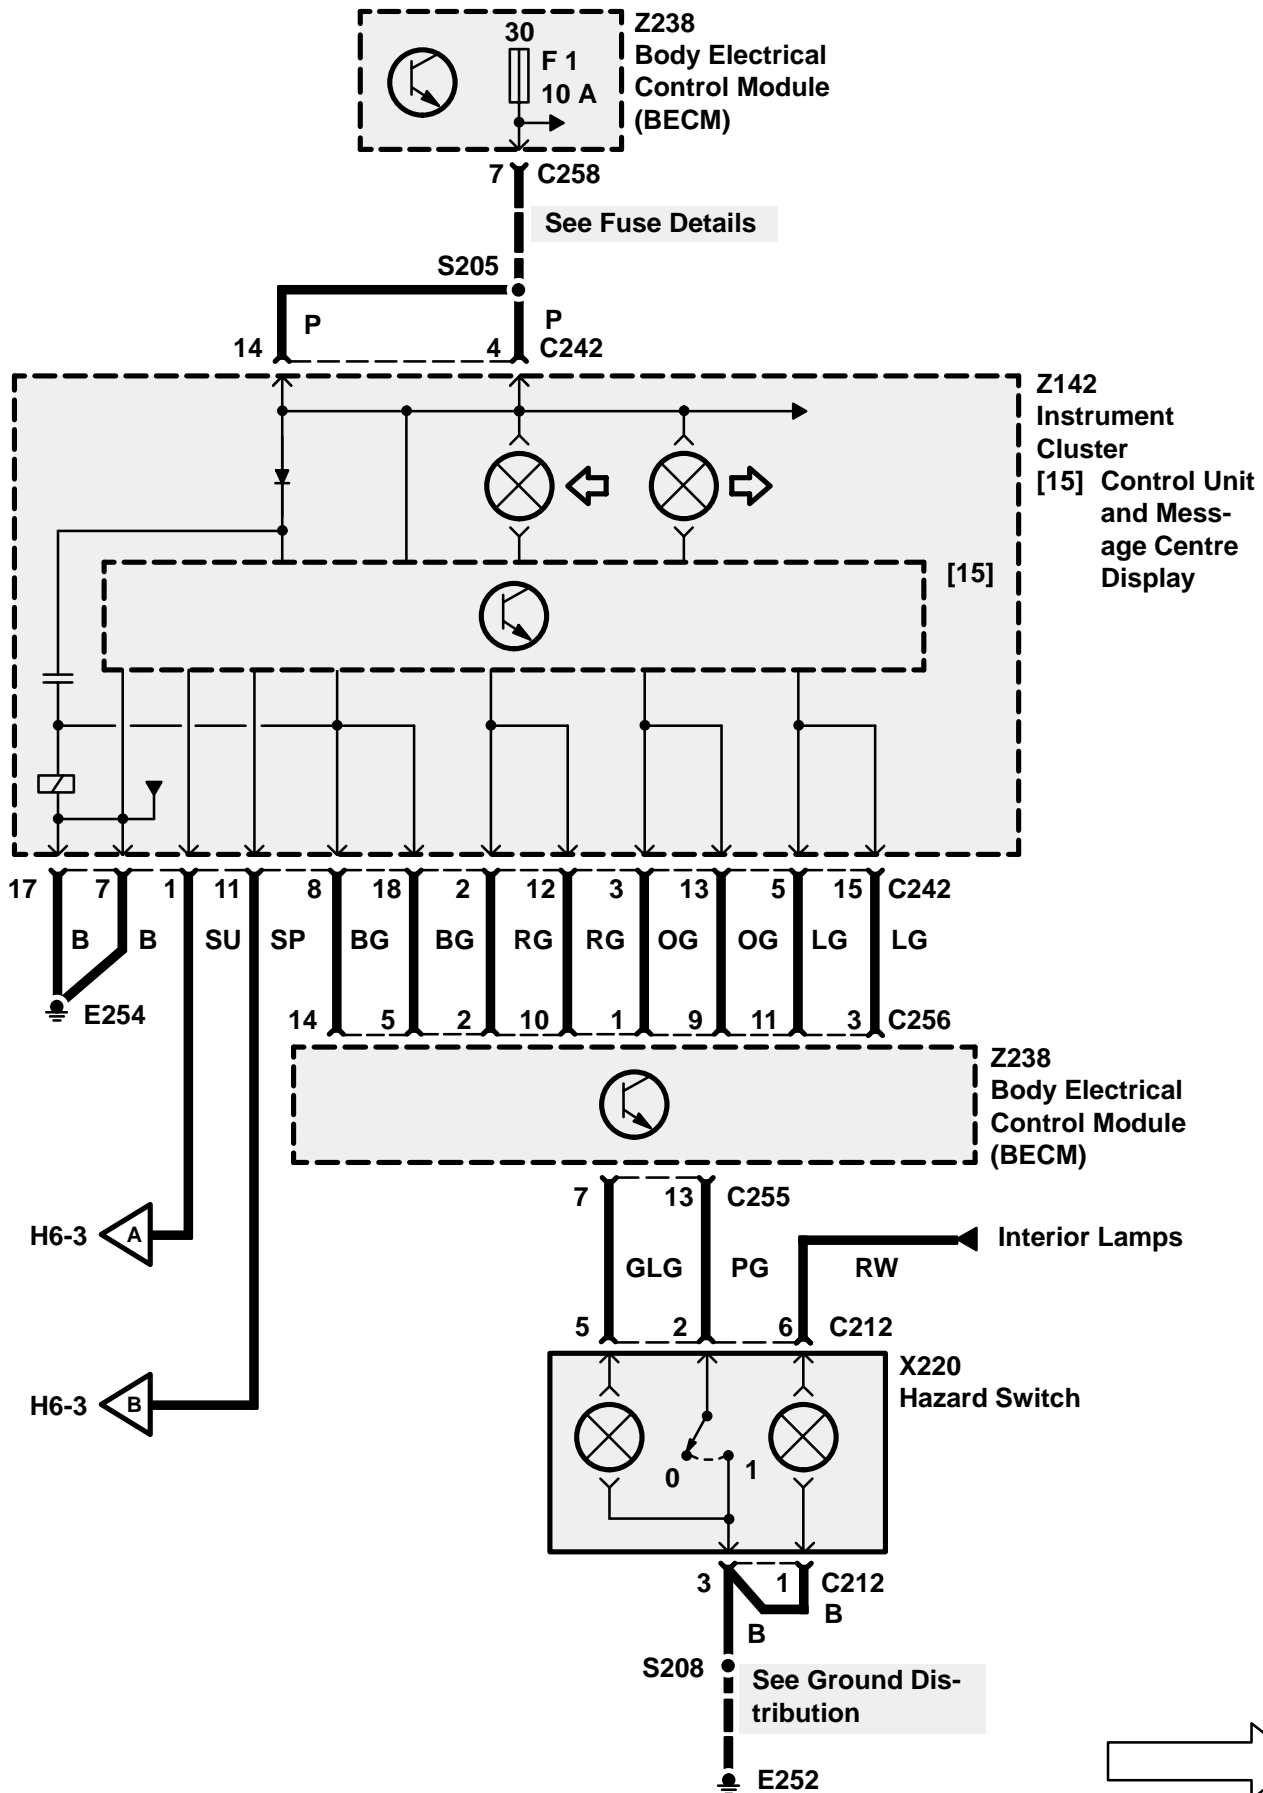 Z238
Body Electrical
Control Module
(BECM)
30
F 1
10 A
7 C258
See Fuse Details
S205
P P
14 4 C242
Z142
Instrument
Cluster
[15] Control Unit
and Mess-
age Centre
Display
[15]
17 7 1 11 8 18 2 12 3 13 5 15 C242
B B SU SP BG BG RG RG OG OG LG LG
E254
14 5 2 10 1 9 11 3 C256
Z238
Body Electrical
Control Module
(BECM)
7 13 C255
H6-3 A
Interior Lamps
GLG PG RW
5 2 6 C212
X220
Hazard Switch
H6-3 B
0 1
3 1 C212
B
B
S208
See Ground Dis-
tribution
E252